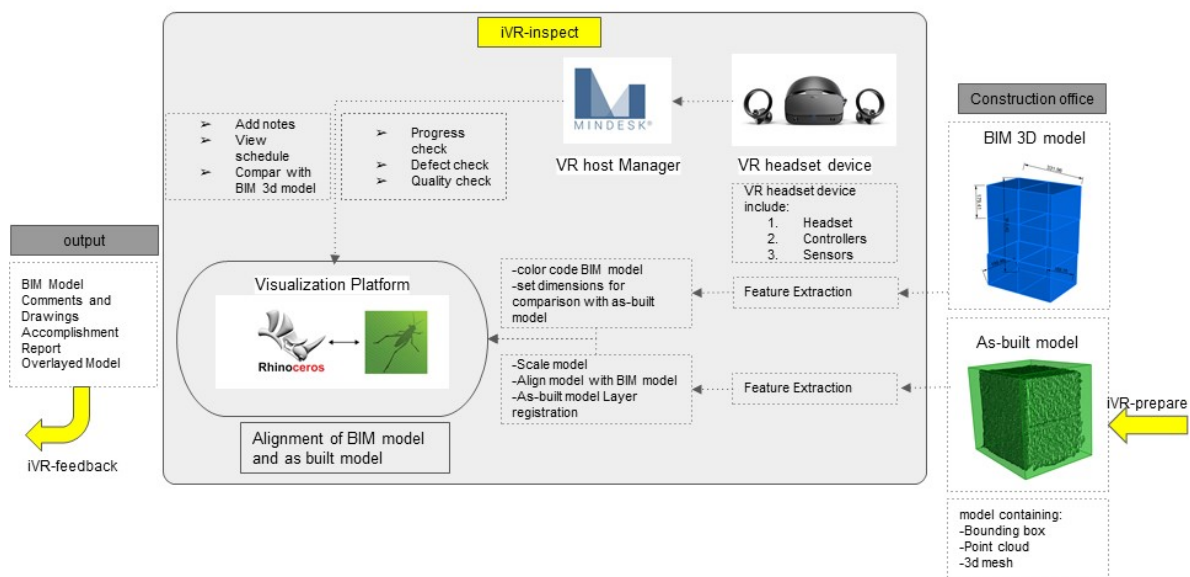 iVR-inspect
MINDESK®
VR host Manager
VR headset device
➢ Add notes
➢ View
schedule
➢ Compar with
BIM 3d model
➢ Progress
check
➢ Defect check
➢ Quality check
VR headset device
include:
1. Headset
2. Controllers
3. Sensors
Construction office
BIM 3D model
output
BIM Model
Comments and
Drawings
Accomplishment
Report
Overlayed Model
iVR-feedback
Visualization Platform
Rhinoceros
-color code BIM model
-set dimensions for
comparison with as-built
model
Feature Extraction
-Scale model
-Align model with BIM model
-As-built model Layer
registration
Feature Extraction
Alignment of BIM model
and as built model
As-built model
iVR-prepare
model containing:
-Bounding box
-Point cloud
-3d mesh